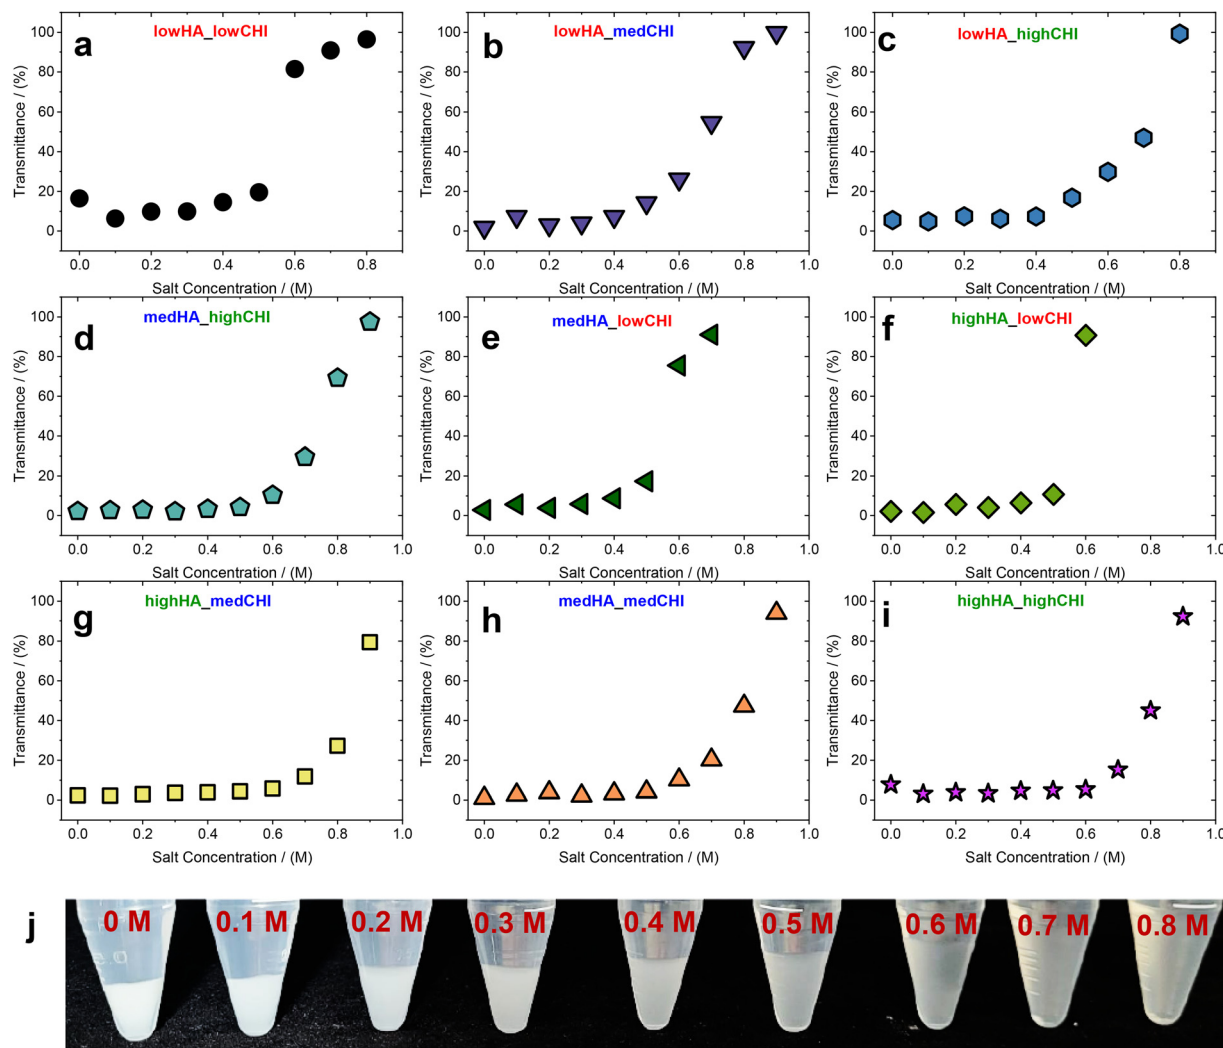 a
lowHA_lowCHI
Transmittance / (%)
100
80
60
40
20
0
0.0 0.2 0.4 0.6 0.8
Salt Concentration / (M)
b
lowHA_medCHI
Transmittance / (%)
100
80
60
40
20
0
0.0 0.2 0.4 0.6 0.8 1.0
Salt Concentration / (M)
c
lowHA_highCHI
Transmittance / (%)
100
80
60
40
20
0
0.0 0.2 0.4 0.6 0.8
Salt Concentration / (M)
d
medHA_highCHI
Transmittance / (%)
100
80
60
40
20
0
0.0 0.2 0.4 0.6 0.8 1.0
Salt Concentration / (M)
e
medHA_lowCHI
Transmittance / (%)
100
80
60
40
20
0
0.0 0.2 0.4 0.6 0.8 1.0
Salt Concentration / (M)
f
highHA_lowCHI
Transmittance / (%)
100
80
60
40
20
0
0.0 0.2 0.4 0.6 0.8 1.0
Salt Concentration / (M)
g
highHA_medCHI
Transmittance / (%)
100
80
60
40
20
0
0.0 0.2 0.4 0.6 0.8 1.0
Salt Concentration / (M)
h
medHA_medCHI
Transmittance / (%)
100
80
60
40
20
0
0.0 0.2 0.4 0.6 0.8 1.0
Salt Concentration / (M)
i
highHA_highCHI
Transmittance / (%)
100
80
60
40
20
0
0.0 0.2 0.4 0.6 0.8 1.0
Salt Concentration / (M)
j
0 M 0.1 M 0.2 M 0.3 M 0.4 M 0.5 M 0.6 M 0.7 M 0.8 M